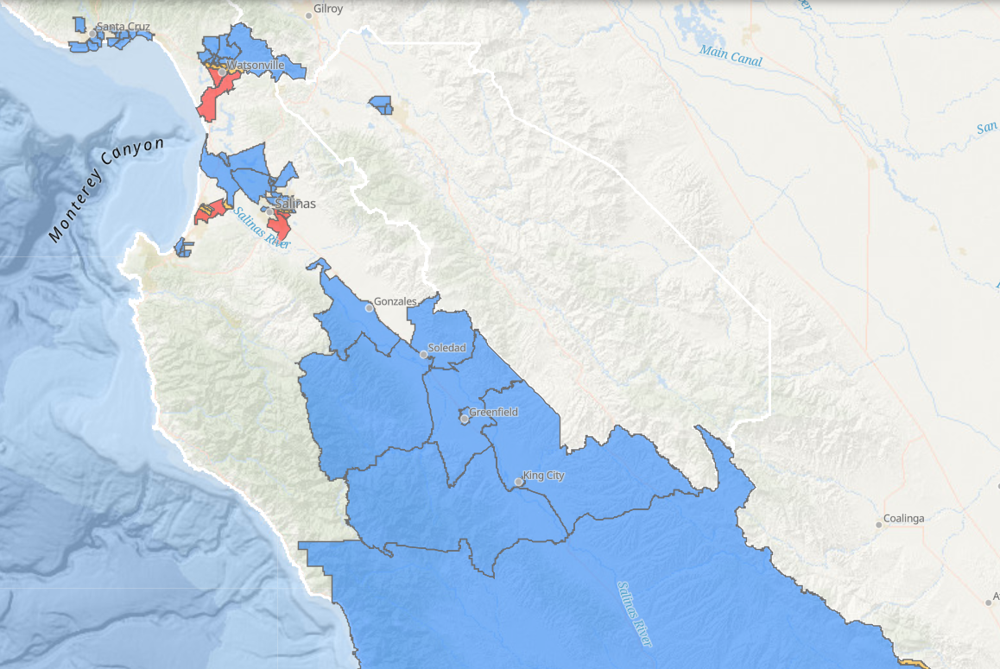 Gilroy
Santa Cruz
Main Canal
Watsonville
San
Monterey Canyon
Salinas
Salinas River
Gonzales
Soledad
Greenfield
King City
Coalinga
Salinas River